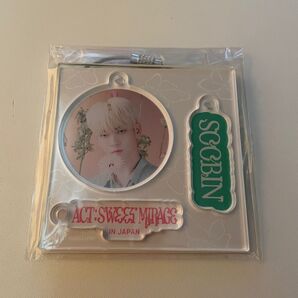 SOOBIN
ACT : SWEET MIRAGE
IN JAPAN